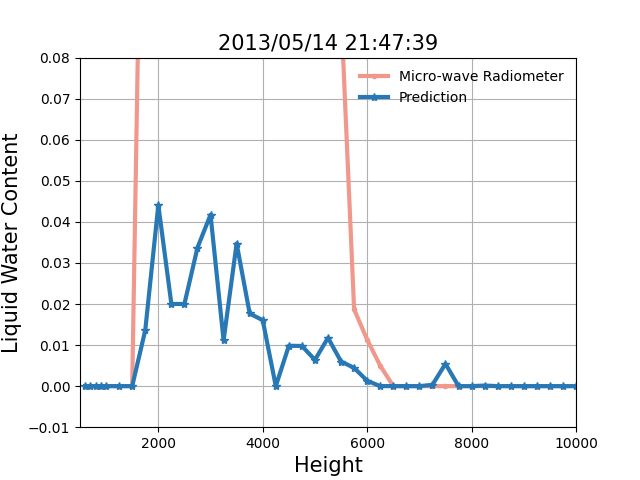 2013/05/14 21:47:39
0.08
0.07
0.06
0.05
0.04
0.03
0.02
0.01
0.00
−0.01
Liquid Water Content
Micro-wave Radiometer
Prediction
2000 4000 6000 8000 10000
Height